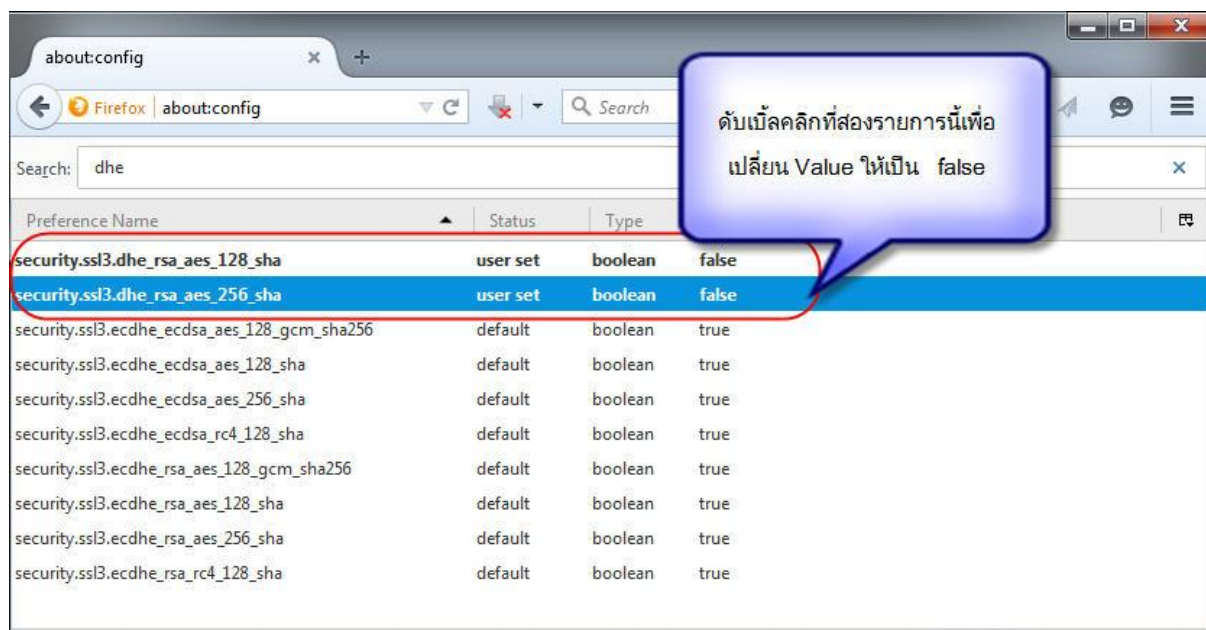 about:config
Firefox about:config
Search
ดับเบิ้ลคลิกที่สองรายการนี้เพื่อ
เปลี่ยน Value ให้เป็น false
Search: dhe
Preference Name Status Type
security.ssl3.dhe_rsa_aes_128_sha user set boolean false
security.ssl3.dhe_rsa_aes_256_sha user set boolean false
security.ssl3.ecdhe_ecdsa_aes_128_gcm_sha256 default boolean true
security.ssl3.ecdhe_ecdsa_aes_128_sha default boolean true
security.ssl3.ecdhe_ecdsa_aes_256_sha default boolean true
security.ssl3.ecdhe_ecdsa_rc4_128_sha default boolean true
security.ssl3.ecdhe_rsa_aes_128_gcm_sha256 default boolean true
security.ssl3.ecdhe_rsa_aes_128_sha default boolean true
security.ssl3.ecdhe_rsa_aes_256_sha default boolean true
security.ssl3.ecdhe_rsa_rc4_128_sha default boolean true